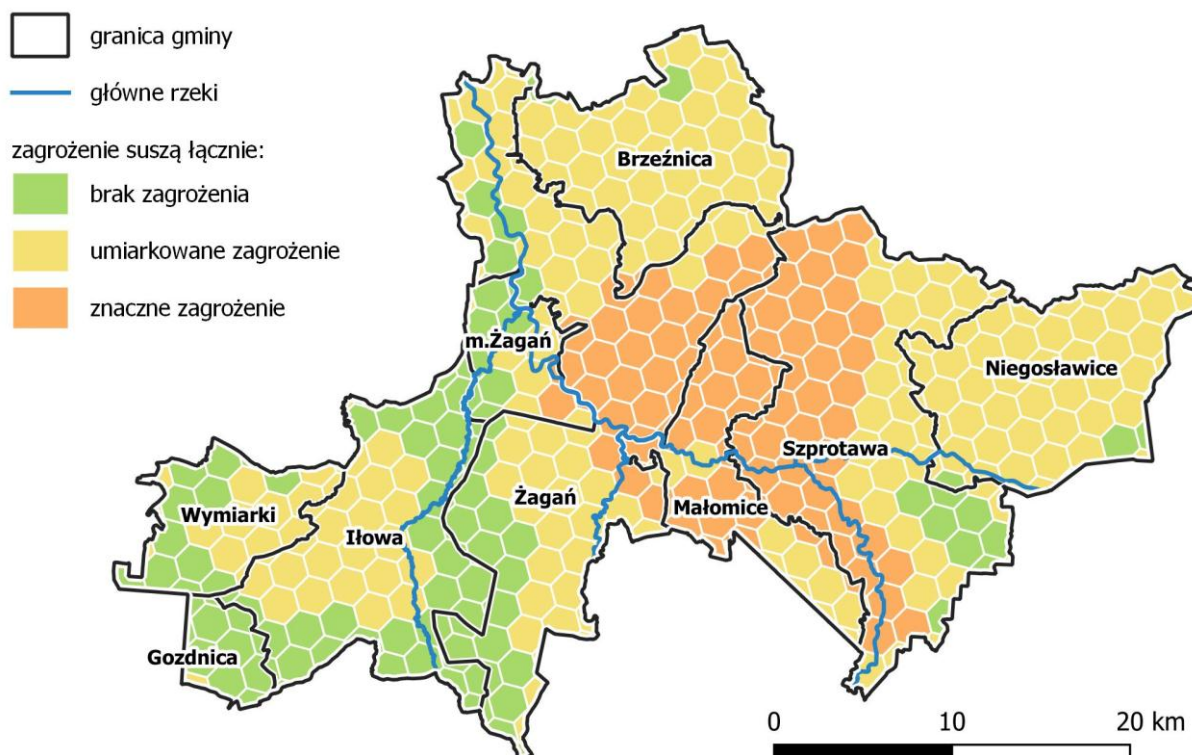 granica gminy
główne rzeki
zagrożenie suszą łącznie:
brak zagrożenia
umiarkowane zagrożenie
znaczne zagrożenie
Brzeźnica
m.Żagań
Niegosławice
Szprotawa
Żagań
Małomice
Wymiarki
Iłowa
Gozdnica
0 10 20 km